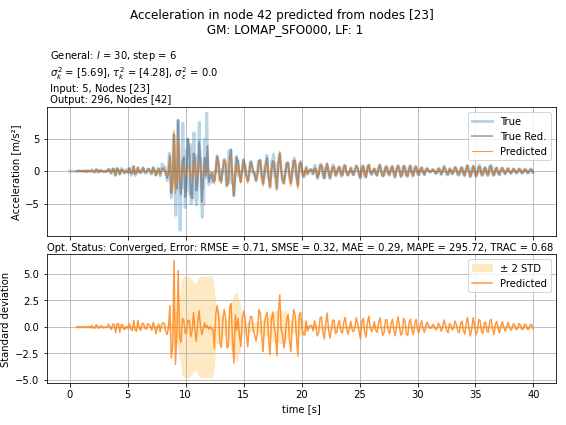 Acceleration in node 42 predicted from nodes [23]
GM: LOMAP_SFO000, LF: 1
General: l = 30, step = 6
σ²ₖ = [5.69], τ²ₖ = [4.28], σ²ε = 0.0
Input: 5, Nodes [23]
Output: 296, Nodes [42]
Acceleration [m/s²]
5
0
−5
True
True Red.
Predicted
Opt. Status: Converged, Error: RMSE = 0.71, SMSE = 0.32, MAE = 0.29, MAPE = 295.72, TRAC = 0.68
Standard deviation
5.0
2.5
0.0
−2.5
−5.0
± 2 STD
Predicted
0 5 10 15 20 25 30 35 40
time [s]